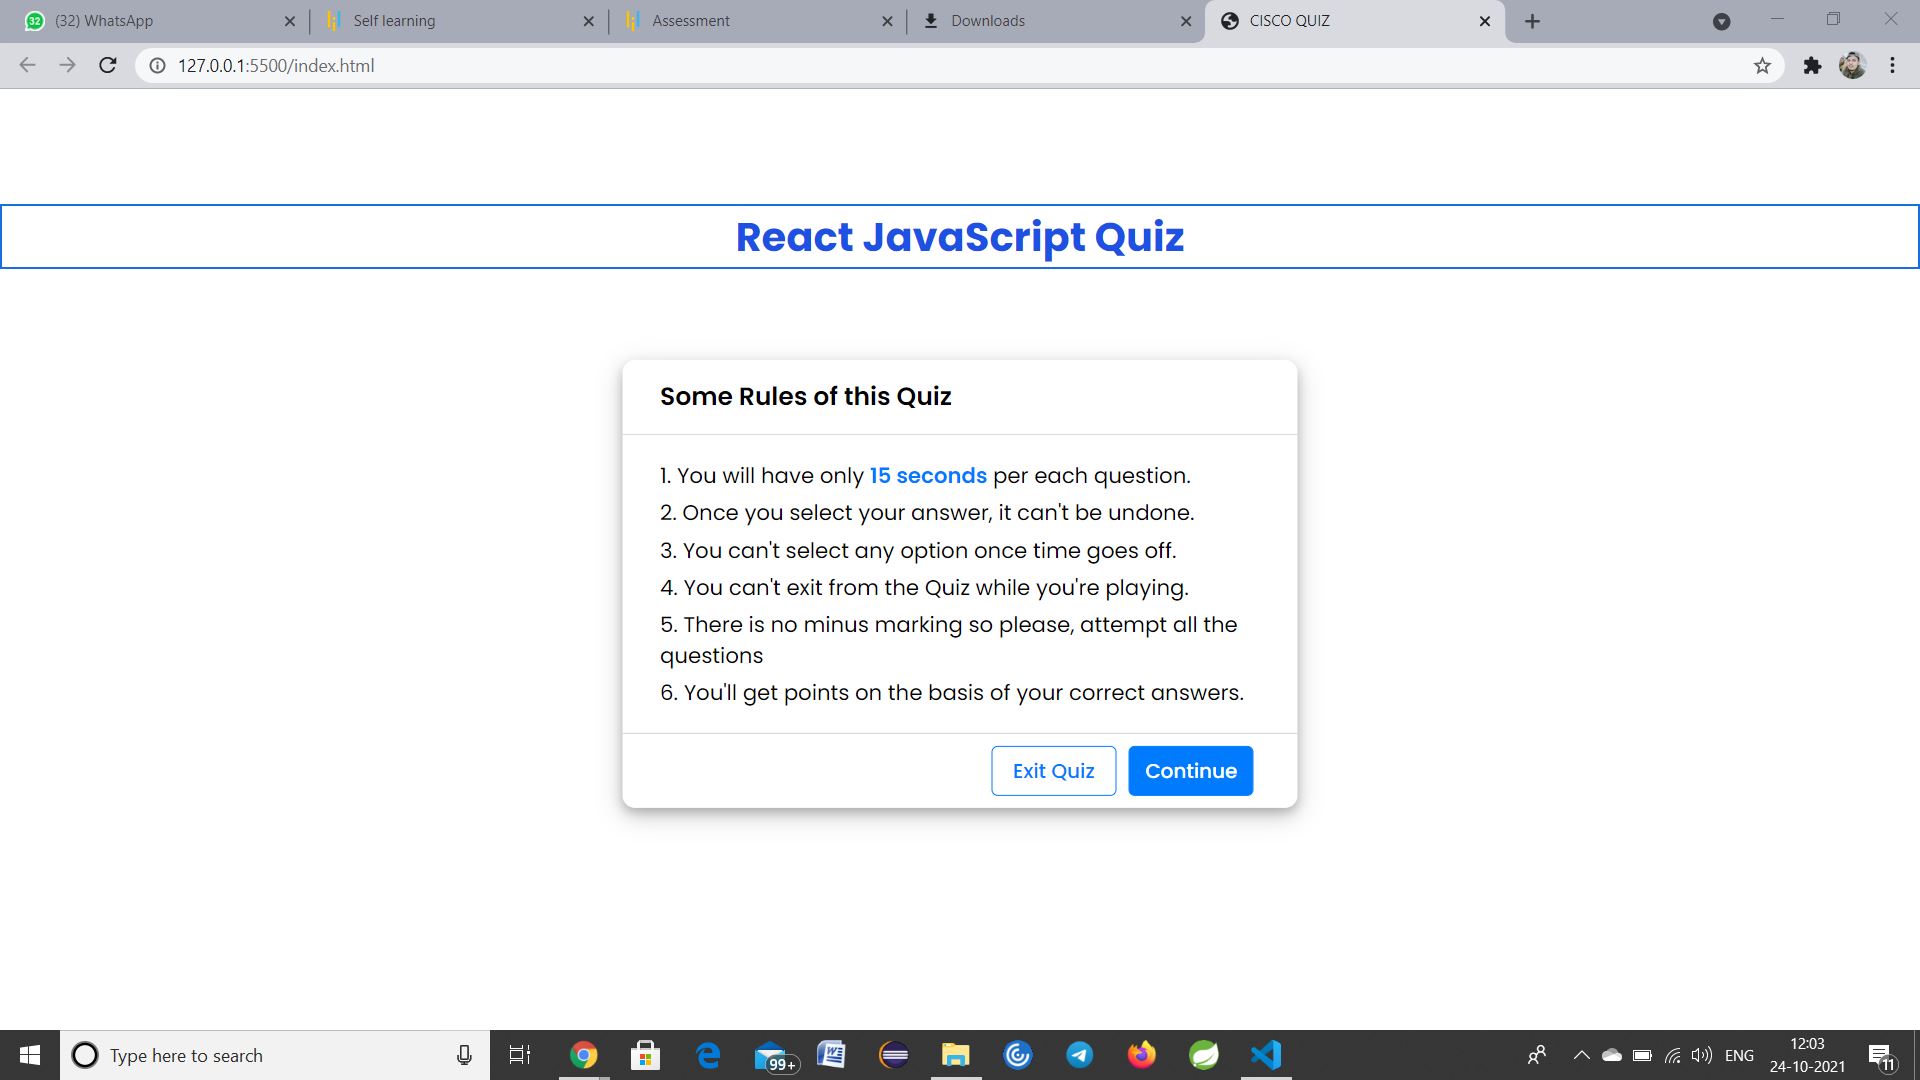 32 (32) WhatsApp
Self learning
Assessment
Downloads
CISCO QUIZ
127.0.0.1:5500/index.html
React JavaScript Quiz
Some Rules of this Quiz
1. You will have only 15 seconds per each question.
2. Once you select your answer, it can't be undone.
3. You can't select any option once time goes off.
4. You can't exit from the Quiz while you're playing.
5. There is no minus marking so please, attempt all the
questions
6. You'll get points on the basis of your correct answers.
Exit Quiz Continue
Type here to search
99+
W
ENG
12:03
24-10-2021
11